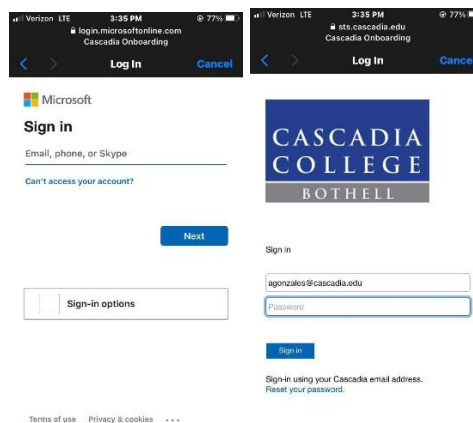 Verizon LTE 3:35 PM 77%
login.microsoftonline.com
Cascadia Onboarding
Log In Cancel
Microsoft
Sign in
Email, phone, or Skype
Can't access your account?
Next
Sign-in options
Terms of use Privacy & cookies ...
Verizon LTE 3:35 PM 77%
sts.cascadia.edu
Cascadia Onboarding
Log In Cance
CASCADIA
COLLEGE
BOTHELL
Sign in
agonzales@cascadia.edu
Password
Sign in
Sign-in using your Cascadia email address.
Reset your password.